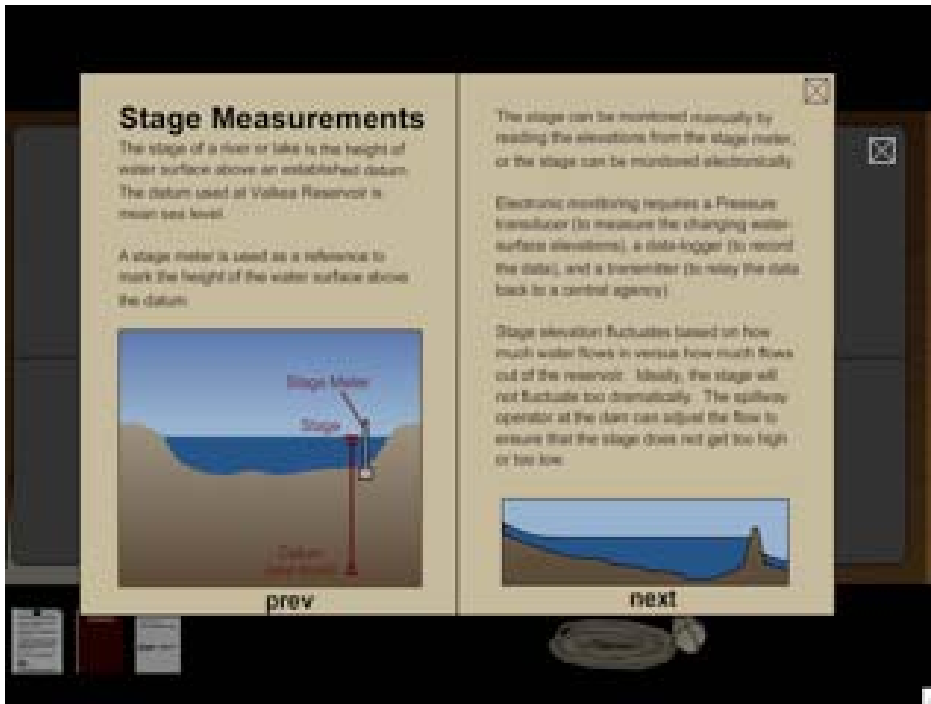 Stage Measurements
The stage of a river or lake is the height of
water surface above an established datum.
The datum used at Valkea Reservoir is
mean sea level.
A stage meter is used as a reference to
mark the height of the water surface above
the datum.
Stage Meter
Stage
Datum
prev
The stage can be monitored manually by
reading the elevations from the stage meter,
or the stage can be monitored electronically.
Electronic monitoring requires a Pressure
transducer (to measure the changing water-
surface elevations), a data-logger (to record
the data), and a transmitter (to relay the data
back to a central agency)
Stage elevation fluctuates based on how
much water flows in versus how much flows
out of the reservoir. Ideally, the stage will
not fluctuate too dramatically. The spillway
operator at the dam can adjust the flow to
ensure that the stage does not get too high
or too low.
next